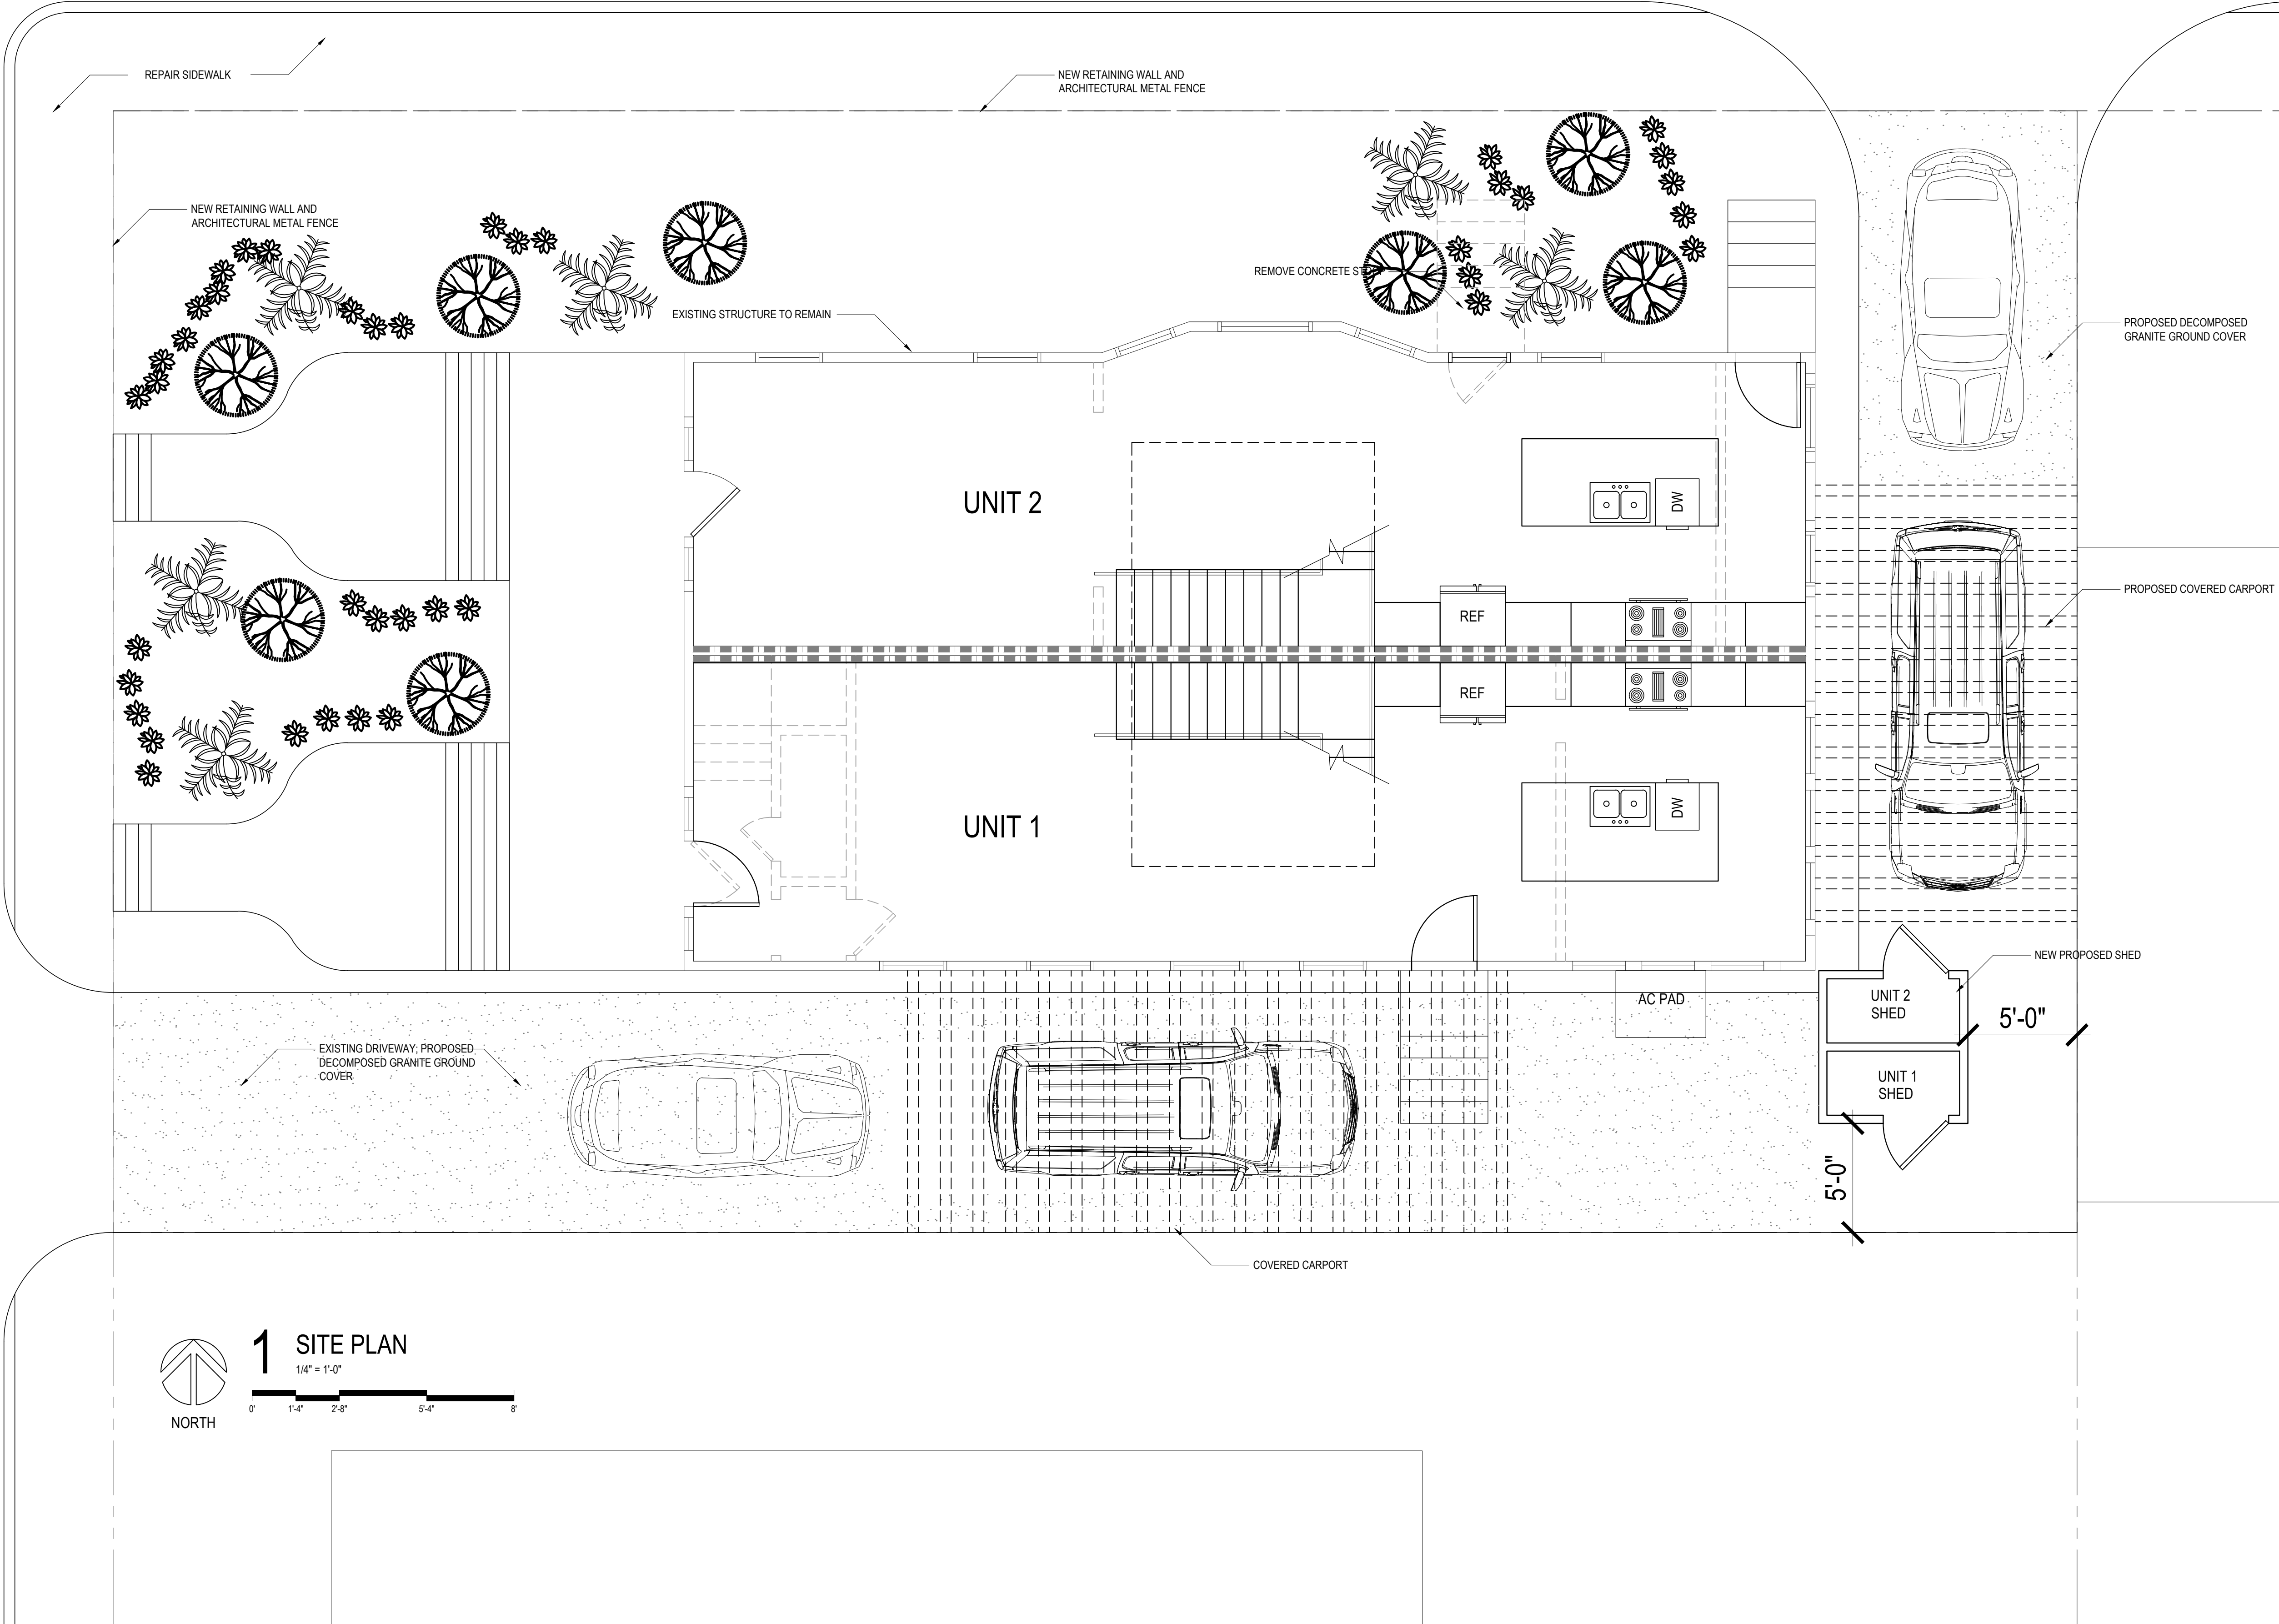 REPAIR SIDEWALK
NEW RETAINING WALL AND
ARCHITECTURAL METAL FENCE
NEW RETAINING WALL AND
ARCHITECTURAL METAL FENCE
REMOVE CONCRETE
EXISTING STRUCTURE TO REMAIN
PROPOSED DECOMPOSED
GRANITE GROUND COVER
UNIT 2
DW
PROPOSED COVERED CARPORT
REF
REF
UNIT 1
DW
NEW PROPOSED SHED
AC PAD
UNIT 2
SHED
5'-0"
EXISTING DRIVEWAY; PROPOSED
DECOMPOSED GRANITE GROUND
COVER
UNIT 1
SHED
5'-0"
COVERED CARPORT
1 SITE PLAN
1/4" = 1'-0"
0' 1'-4" 2'-8" 5'-4" 8'
NORTH